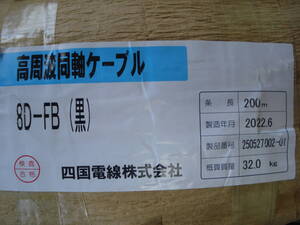 高周波同軸ケーブル
8D-FB（黒）
検査
合格
四国電線株式会社
条長 200m
製造年月 2022.6
製品番号 250527002-01
概算質量 32.0 kg